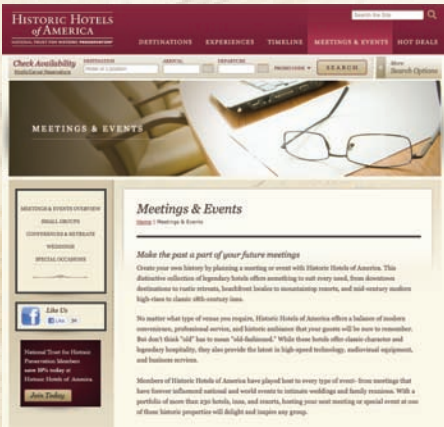 HISTORIC HOTELS
of AMERICA
NATIONAL TRUST FOR HISTORIC PRESERVATION
Search the Site
DESTINATIONS EXPERIENCES TIMELINE MEETINGS & EVENTS HOT DEALS
Check Availability
DESTINATION
ARRIVAL
DEPARTURE
PROMO CODE
SEARCH
More
Search Options
MEETINGS & EVENTS
MEETINGS & EVENTS OVERVIEW
SMALL GROUPS
CONFERENCES & RETREATS
WEDDINGS
SPECIAL OCCASIONS
Like Us
Like
National Trust for Historic
Preservation Members
save 10% today at
Historic Hotels of America
Join Today
Meetings & Events
Home | Meetings & Events
Make the past a part of your future meetings
Create your own history by planning a meeting or event with Historic Hotels of America. This
distinctive collection of legendary hotels offers something to suit every need, from downtown
destinations to rustic retreats, beachfront locales to mountaintop resorts, and mid-century modern
high-rises to classic 18th-century inns.
No matter what type of venue you require, Historic Hotels of America offers a balance of modern
convenience, professional service, and historic ambiance that your guests will be sure to remember.
But don't think "old" has to mean "old-fashioned." While these hotels offer classic character and
legendary hospitality, they also provide the latest in high-speed technology, audiovisual equipment,
and business services.
Members of Historic Hotels of America have played host to every type of event- from meetings that
have forever influenced national and world events to intimate weddings and family reunions. With a
portfolio of more than 230 hotels, inns, and resorts, hosting your next meeting or special event at one
of these historic properties will delight and inspire any group.